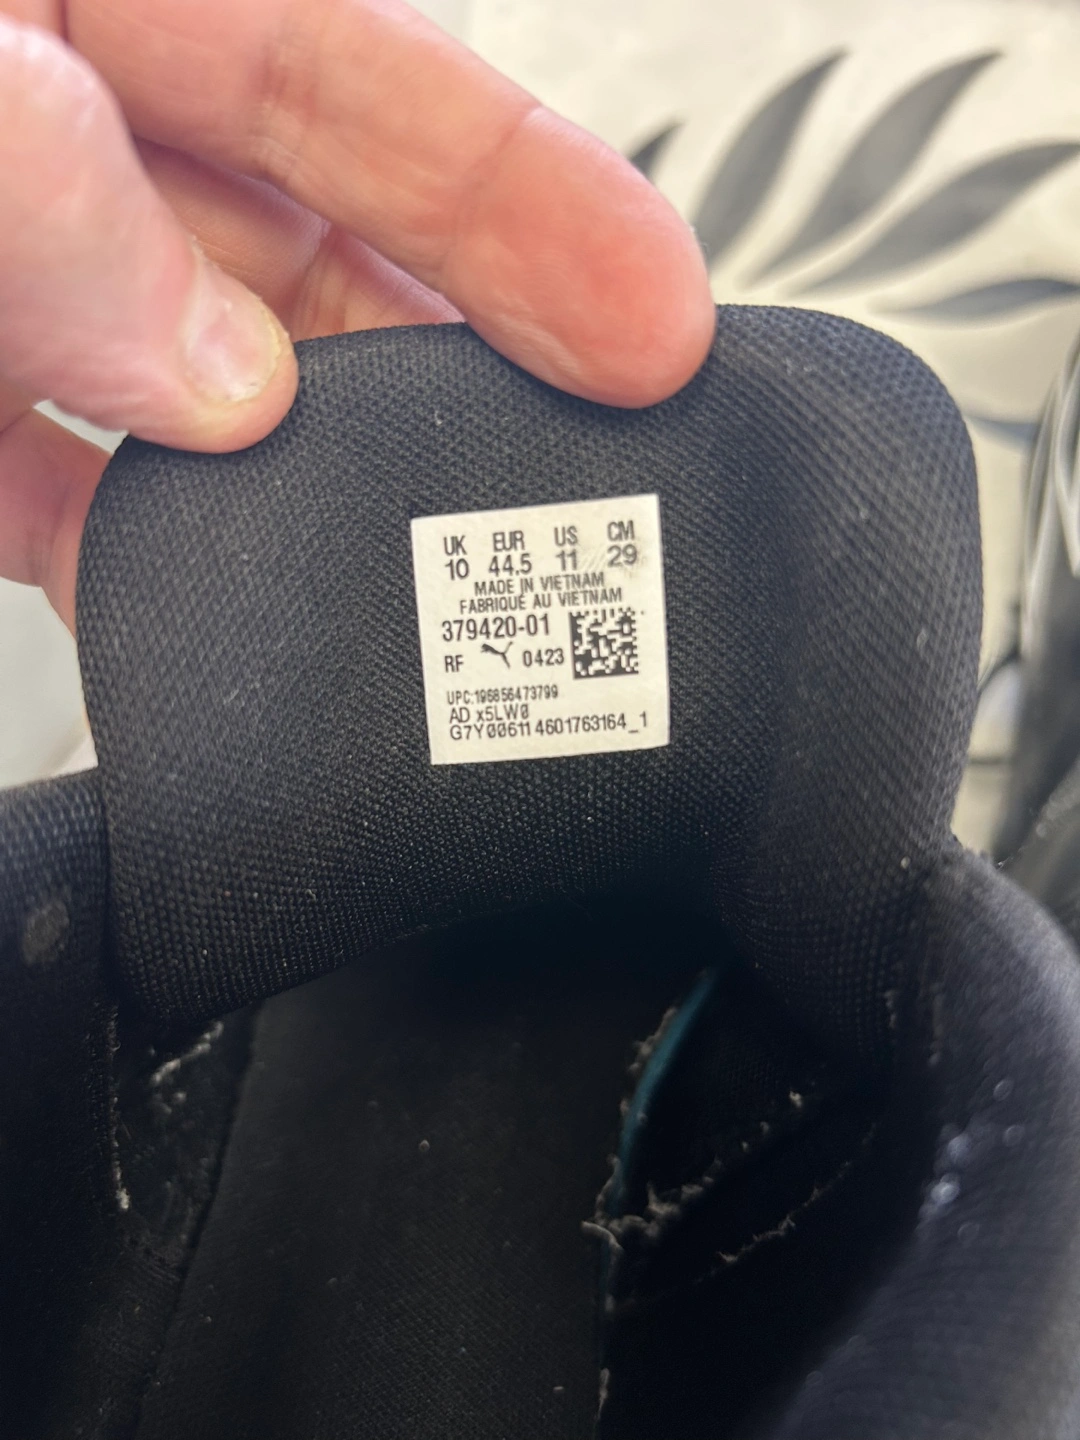 UK EUR US CM
10 44.5 11 29
MADE IN VIETNAM
FABRIQUÉ AU VIETNAM
379420-01
RF 0423
UPC:196856473799
AD x5LW0
G7Y00611 4601763164_1